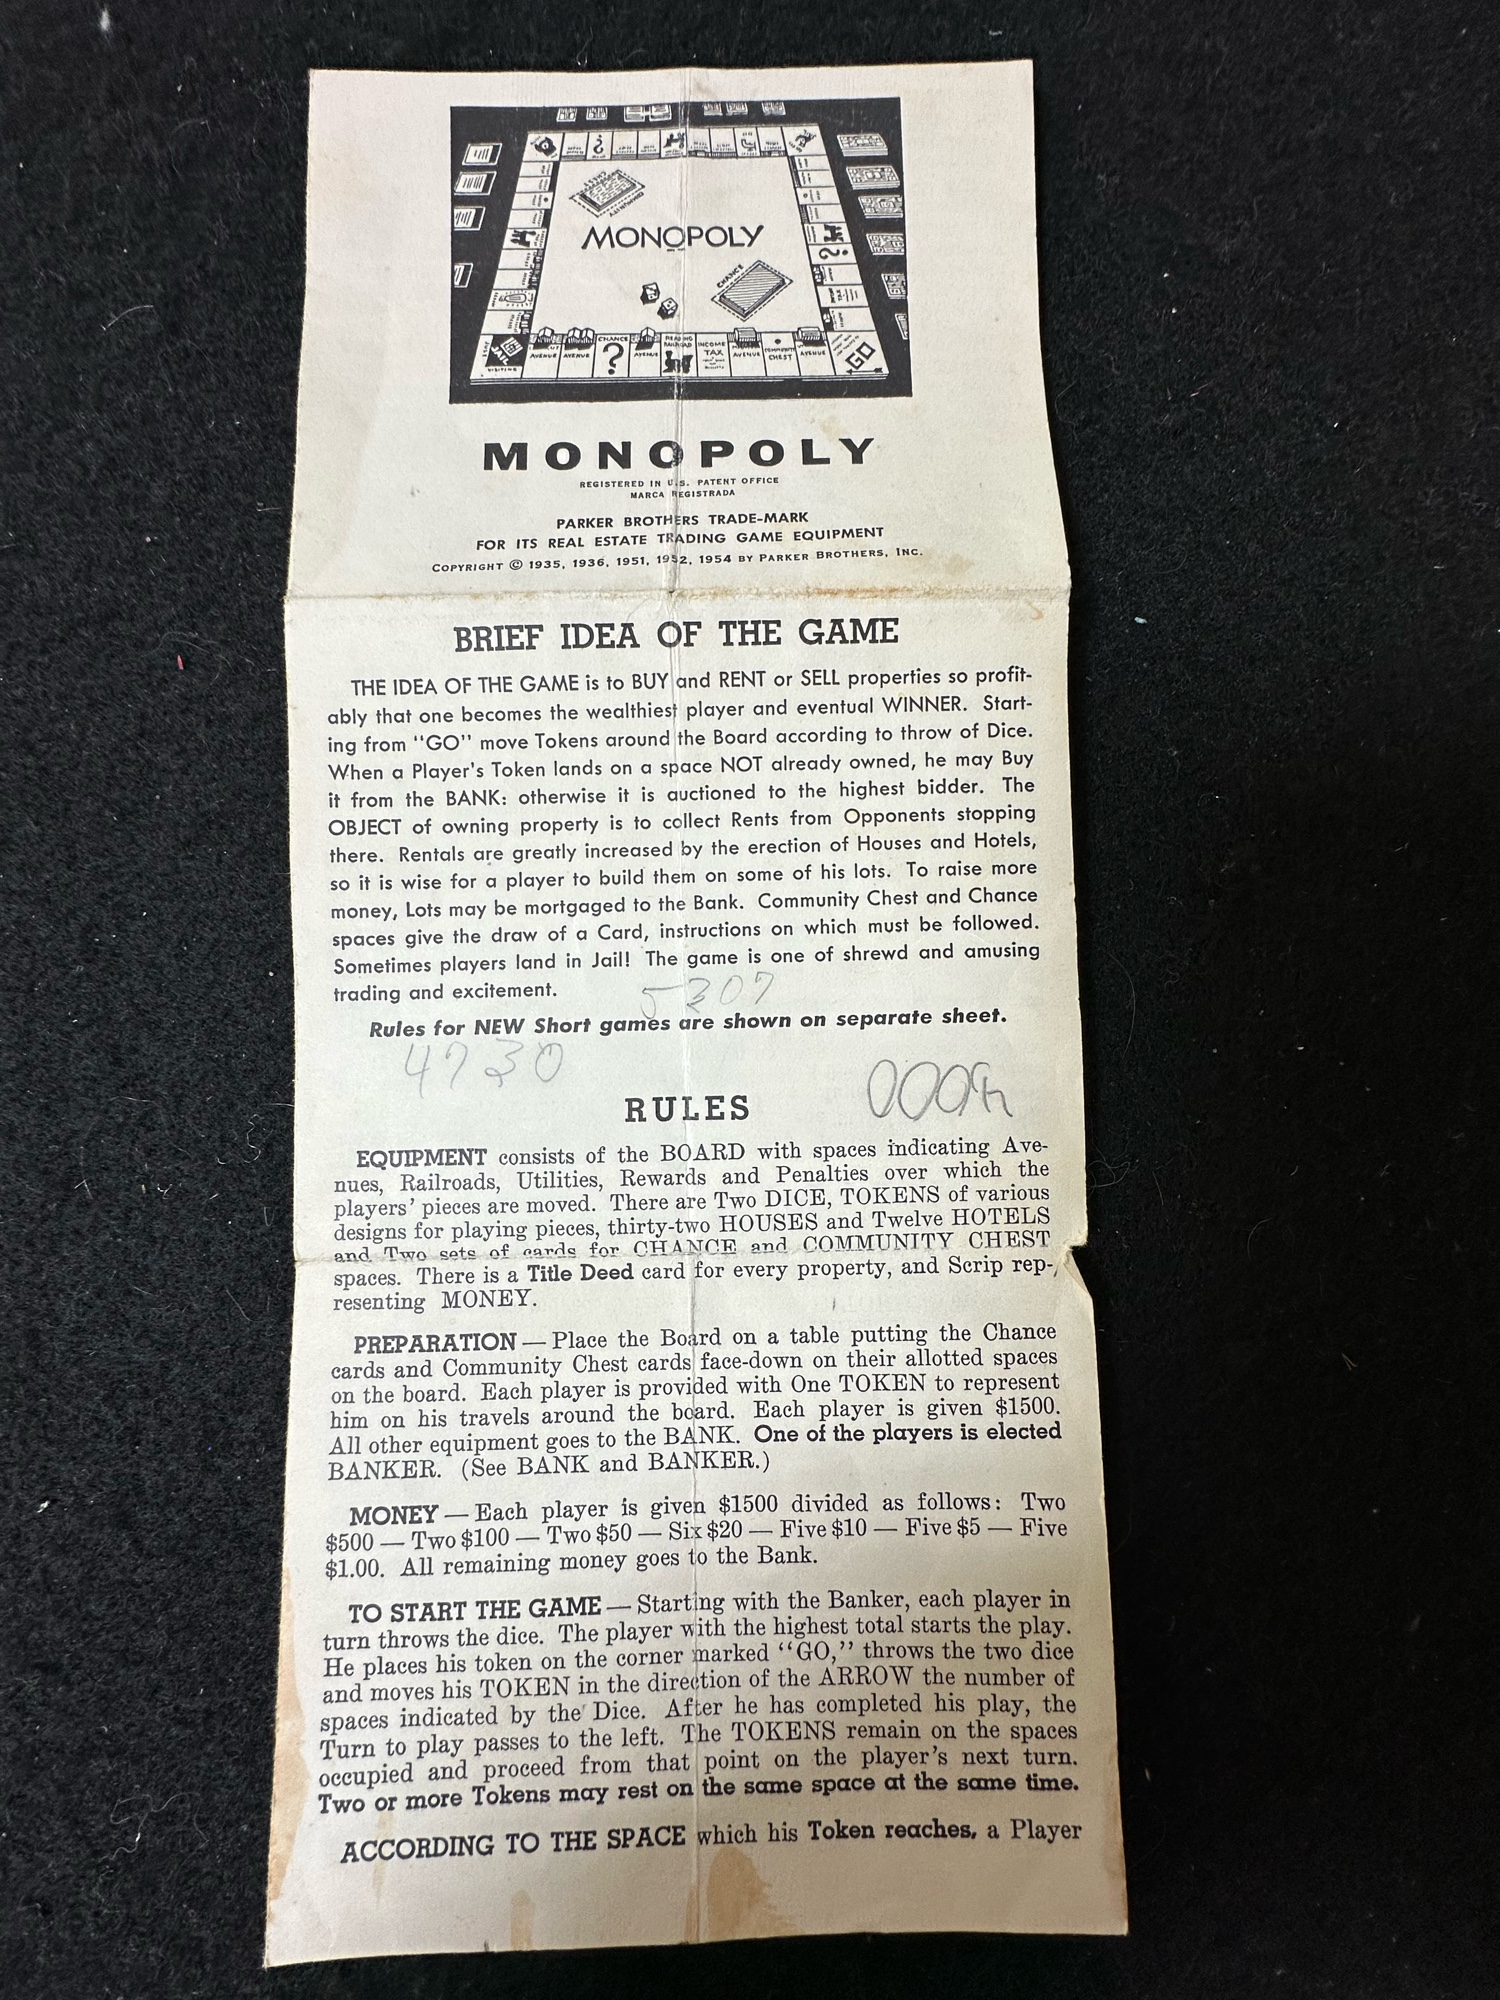 COMMUNITY CHEST
MONOPOLY
CHANCE
JUST
JAIL
VISITING
AVENUE
AVENUE
CHANCE
?
AVENUE
READING
RAILROAD
INCOME
TAX
AVENUE
COMMUNITY
CHEST
AVENUE
GO
MONOPOLY
REGISTERED IN U.S. PATENT OFFICE
MARCA REGISTRADA
PARKER BROTHERS TRADE-MARK
FOR ITS REAL ESTATE TRADING GAME EQUIPMENT
COPYRIGHT © 1935, 1936, 1951, 1952, 1954 BY PARKER BROTHERS, INC.
BRIEF IDEA OF THE GAME
THE IDEA OF THE GAME is to BUY and RENT or SELL properties so profit-
ably that one becomes the wealthiest player and eventual WINNER. Start-
ing from "GO" move Tokens around the Board according to throw of Dice.
When a Player's Token lands on a space NOT already owned, he may Buy
it from the BANK: otherwise it is auctioned to the highest bidder. The
OBJECT of owning property is to collect Rents from Opponents stopping
there. Rentals are greatly increased by the erection of Houses and Hotels,
so it is wise for a player to build them on some of his lots. To raise more
money, Lots may be mortgaged to the Bank. Community Chest and Chance
spaces give the draw of a Card, instructions on which must be followed.
Sometimes players land in Jail! The game is one of shrewd and amusing
trading and excitement.
5307
Rules for NEW Short games are shown on separate sheet.
4730
RULES
EQUIPMENT consists of the BOARD with spaces indicating Ave-
nues, Railroads, Utilities, Rewards and Penalties over which the
players' pieces are moved. There are Two DICE, TOKENS of various
designs for playing pieces, thirty-two HOUSES and Twelve HOTELS
and Two sets of cards for CHANCE and COMMUNITY CHEST
spaces. There is a Title Deed card for every property, and Scrip rep-
resenting MONEY.
PREPARATION — Place the Board on a table putting the Chance
cards and Community Chest cards face-down on their allotted spaces
on the board. Each player is provided with One TOKEN to represent
him on his travels around the board. Each player is given $1500.
All other equipment goes to the BANK. One of the players is elected
BANKER. (See BANK and BANKER.)
MONEY — Each player is given $1500 divided as follows: Two
$500 — Two $100 — Two $50 — Six $20 — Five $10 — Five $5 — Five
$1.00. All remaining money goes to the Bank.
TO START THE GAME — Starting with the Banker, each player in
turn throws the dice. The player with the highest total starts the play.
He places his token on the corner marked "GO," throws the two dice
and moves his TOKEN in the direction of the ARROW the number of
spaces indicated by the Dice. After he has completed his play, the
Turn to play passes to the left. The TOKENS remain on the spaces
occupied and proceed from that point on the player's next turn.
Two or more Tokens may rest on the same space at the same time.
ACCORDING TO THE SPACE which his Token reaches, a Player